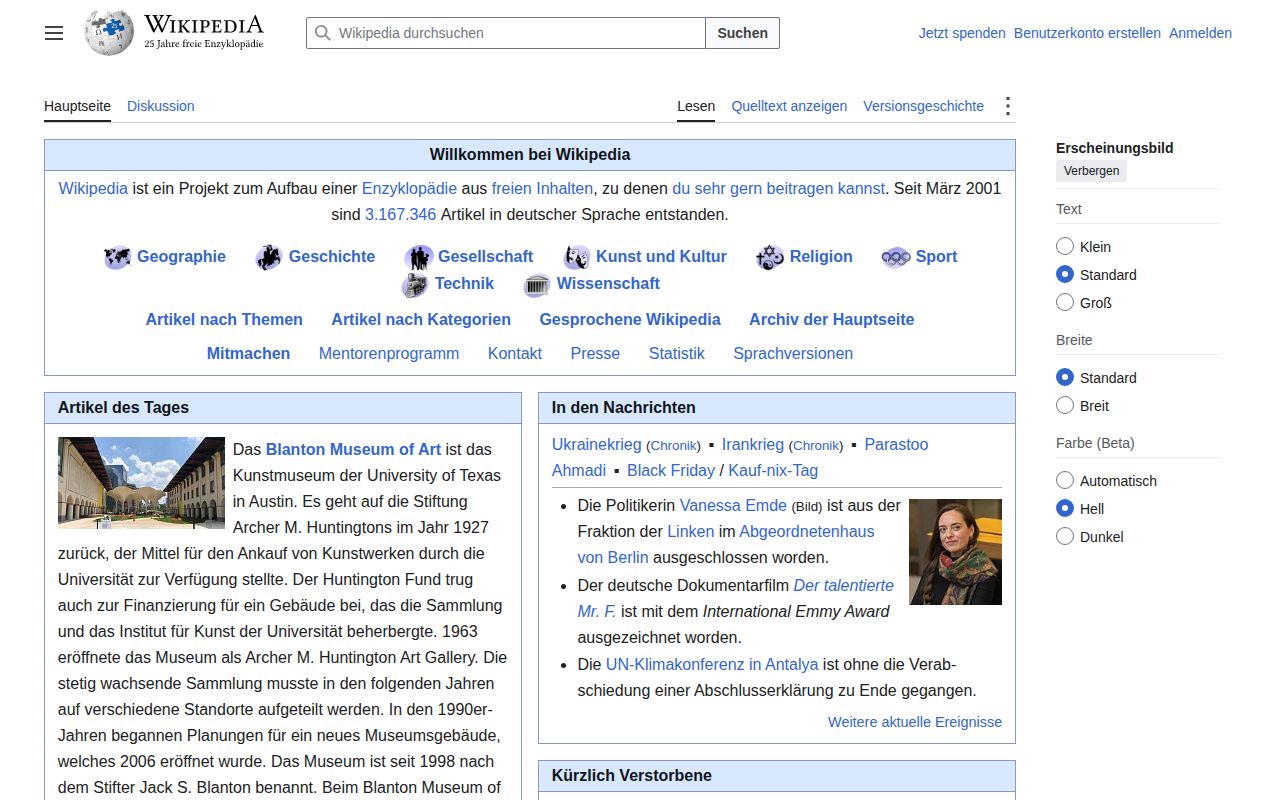 WIKIPEDIA
25 Jahre freie Enzyklopädie
Wikipedia durchsuchen
Suchen
Jetzt spenden Benutzerkonto erstellen Anmelden
Hauptseite Diskussion
Lesen Quelltext anzeigen Versionsgeschichte
Willkommen bei Wikipedia
Wikipedia ist ein Projekt zum Aufbau einer Enzyklopädie aus freien Inhalten, zu denen du sehr gern beitragen kannst. Seit März 2001
sind 3.167.346 Artikel in deutscher Sprache entstanden.
Geographie Geschichte Gesellschaft Kunst und Kultur Religion Sport
Technik Wissenschaft
Artikel nach Themen Artikel nach Kategorien Gesprochene Wikipedia Archiv der Hauptseite
Mitmachen Mentorenprogramm Kontakt Presse Statistik Sprachversionen
Artikel des Tages
Das Blanton Museum of Art ist das
Kunstmuseum der University of Texas
in Austin. Es geht auf die Stiftung
Archer M. Huntingtons im Jahr 1927
zurück, der Mittel für den Ankauf von Kunstwerken durch die
Universität zur Verfügung stellte. Der Huntington Fund trug
auch zur Finanzierung für ein Gebäude bei, das die Sammlung
und das Institut für Kunst der Universität beherbergte. 1963
eröffnete das Museum als Archer M. Huntington Art Gallery. Die
stetig wachsende Sammlung musste in den folgenden Jahren
auf verschiedene Standorte aufgeteilt werden. In den 1990er-
Jahren begannen Planungen für ein neues Museumsgebäude,
welches 2006 eröffnet wurde. Das Museum ist seit 1998 nach
dem Stifter Jack S. Blanton benannt. Beim Blanton Museum of
In den Nachrichten
Ukrainekrieg (Chronik) ▪ Irankrieg (Chronik) ▪ Parastoo
Ahmadi ▪ Black Friday / Kauf-nix-Tag
• Die Politikerin Vanessa Emde (Bild) ist aus der
Fraktion der Linken im Abgeordnetenhaus
von Berlin ausgeschlossen worden.
• Der deutsche Dokumentarfilm Der talentierte
Mr. F. ist mit dem International Emmy Award
ausgezeichnet worden.
• Die UN-Klimakonferenz in Antalya ist ohne die Verab-
schiedung einer Abschlusserklärung zu Ende gegangen.
Weitere aktuelle Ereignisse
Kürzlich Verstorbene
Erscheinungsbild
Verbergen
Text
Klein
Standard
Groß
Breite
Standard
Breit
Farbe (Beta)
Automatisch
Hell
Dunkel